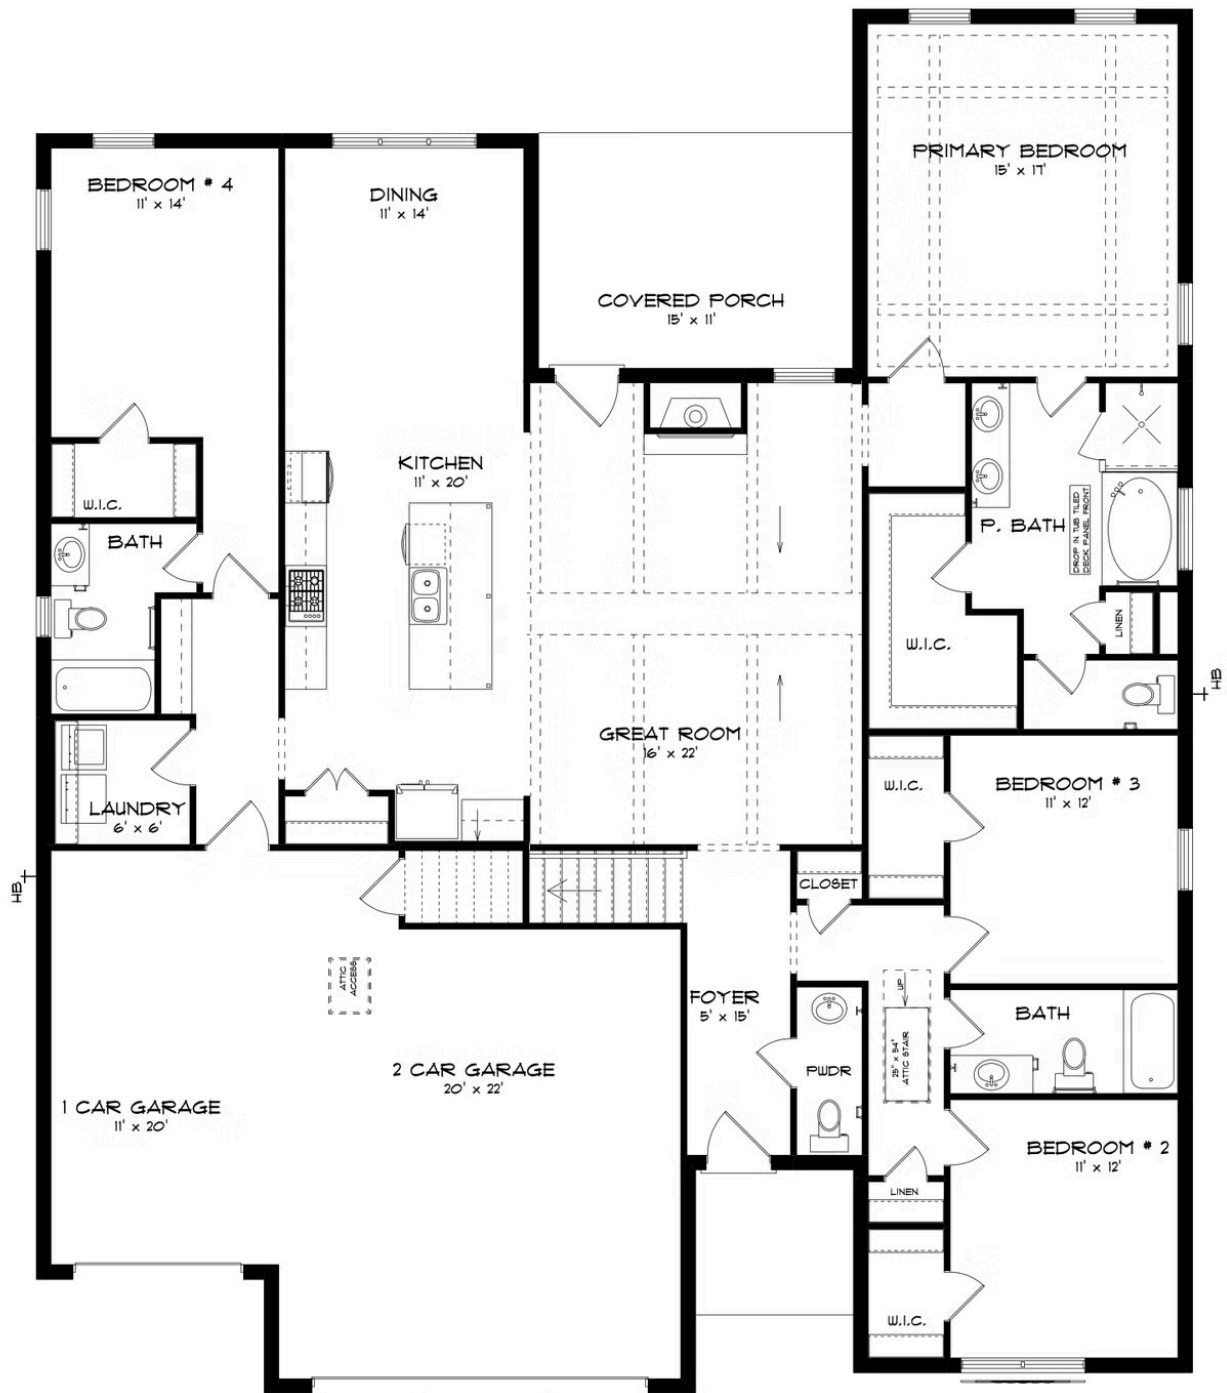 PRIMARY BEDROOM
15' x 17'
BEDROOM # 4
11' x 14'
DINING
11' x 14'
COVERED PORCH
15' x 11'
KITCHEN
11' x 20'
W.I.C.
BATH
P. BATH
DROP IN TUB TILED
DECK PANEL FRONT
LINEN
W.I.C.
HB
GREAT ROOM
16' x 22'
LAUNDRY
6' x 6'
W.I.C.
BEDROOM # 3
11' x 12'
HB
CLOSET
ATTIC
ACCESS
UP
FOYER
5' x 15'
BATH
25" x 54"
ATTIC STAIR
PWDR
2 CAR GARAGE
20' x 22'
1 CAR GARAGE
11' x 20'
BEDROOM # 2
11' x 12'
LINEN
W.I.C.